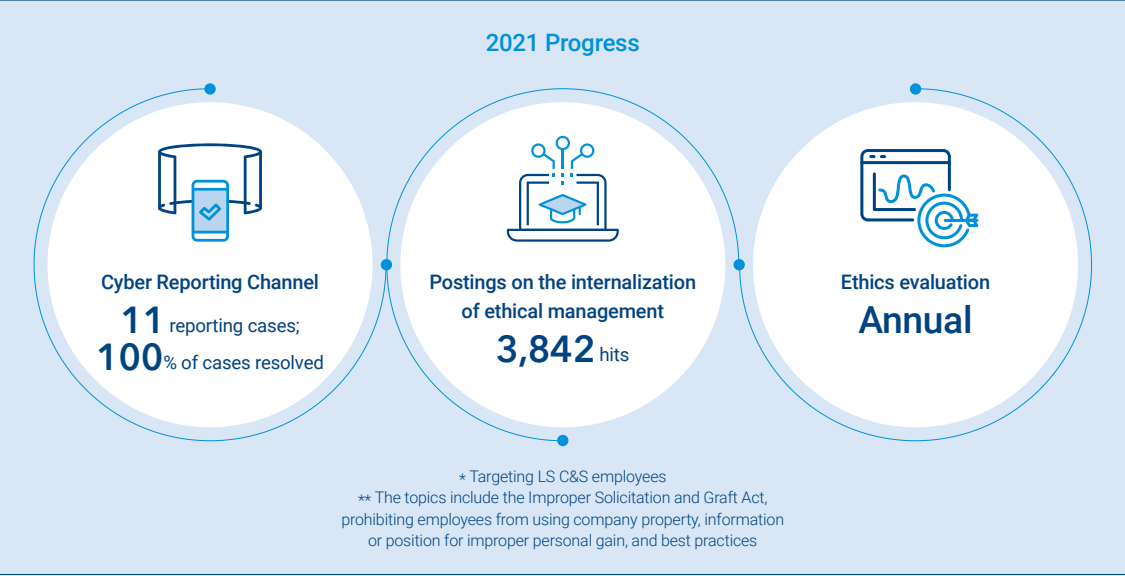 2021 Progress
Cyber Reporting Channel
11 reporting cases;
100% of cases resolved
Postings on the internalization
of ethical management
3,842 hits
Ethics evaluation
Annual
* Targeting LS C&S employees
** The topics include the Improper Solicitation and Graft Act,
prohibiting employees from using company property, information
or position for improper personal gain, and best practices